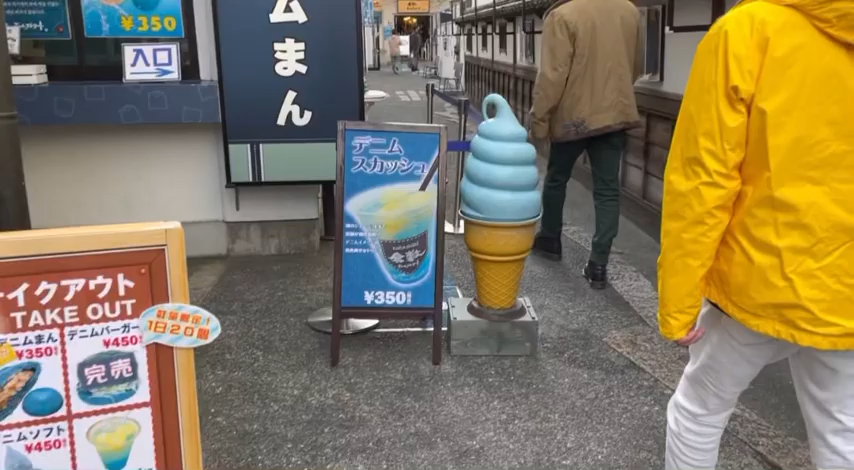 ¥350
入口
ムまん
デニム
スカッシュ
¥350
イクアウト
TAKE OUT
数量限定!
1日20個
デニムまん
¥350
デニムバーガー
¥450
完売
デニムソフト
¥450